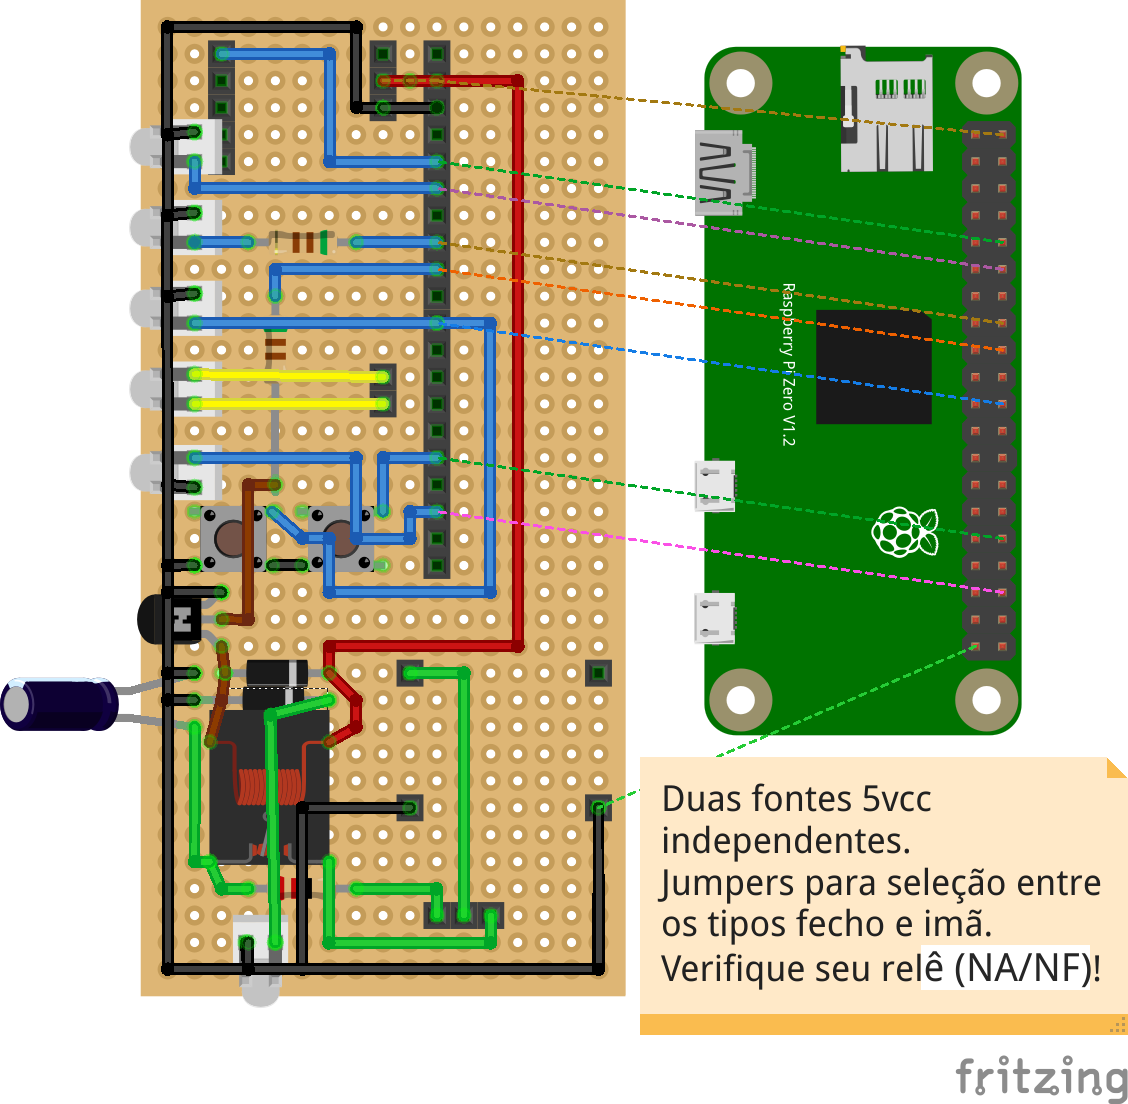 Raspberry Pi Zero V1.2
Duas fontes 5vcc
independentes.
Jumpers para seleção entre
os tipos fecho e imã.
Verifique seu relê (NA/NF)!
fritzing